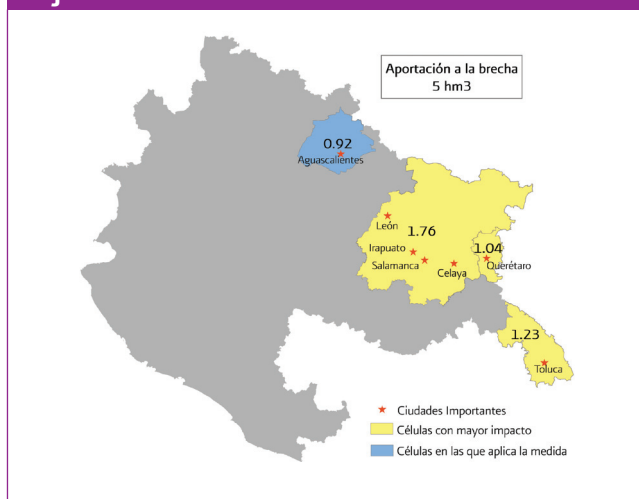 Aportación a la brecha
5 hm3
0.92
Aguascalientes
León
1.76
Irapuato
Salamanca
Celaya
1.04
Querétaro
1.23
Toluca
Ciudades Importantes
Células con mayor impacto
Células en las que aplica la medida